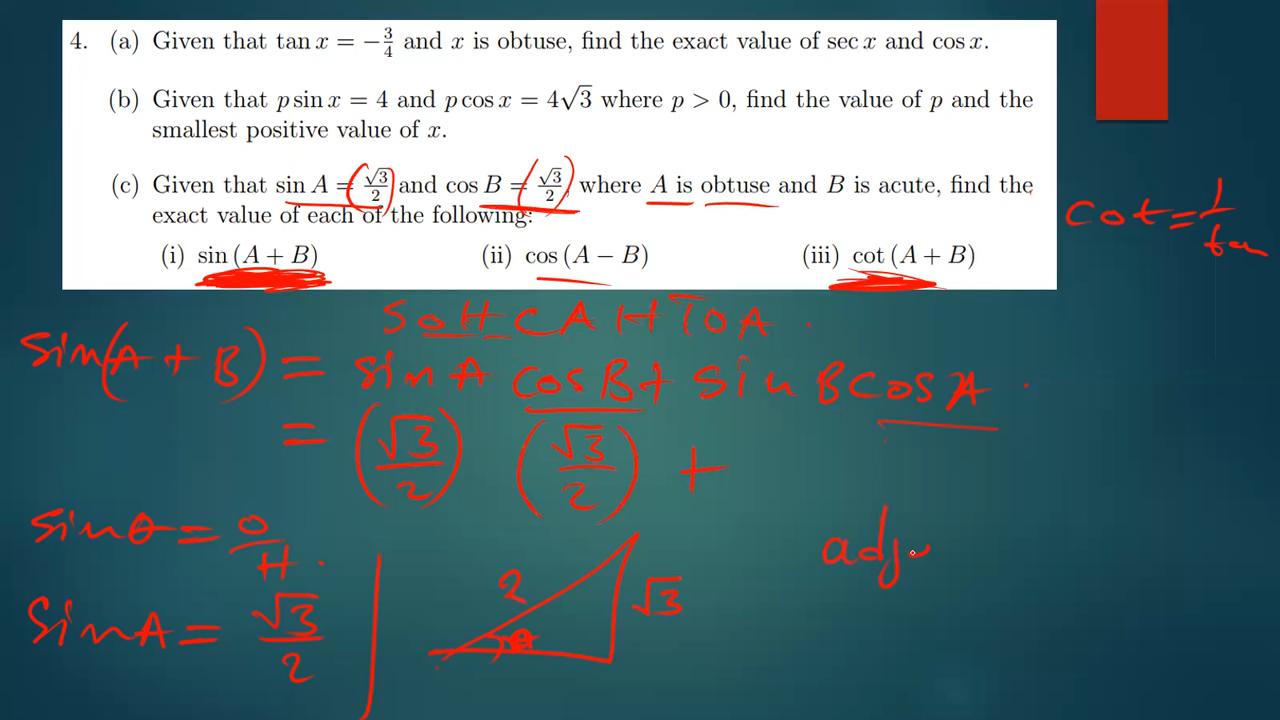 4. (a) Given that tan x = −3/4 and x is obtuse, find the exact value of sec x and cos x.
(b) Given that p sin x = 4 and p cos x = 4√3 where p > 0, find the value of p and the
smallest positive value of x.
(c) Given that sin A = √3/2 and cos B = √3/2, where A is obtuse and B is acute, find the
exact value of each of the following:
(i) sin (A + B) (ii) cos (A − B) (iii) cot (A + B)
cot = 1/tan
SOH CAH TOA.
sin(A + B) = sin A cos B + sin B cos A.
= (√3/2) (√3/2) +
adj
sinθ = O/H.
2 √3
θ
sin A = √3/2